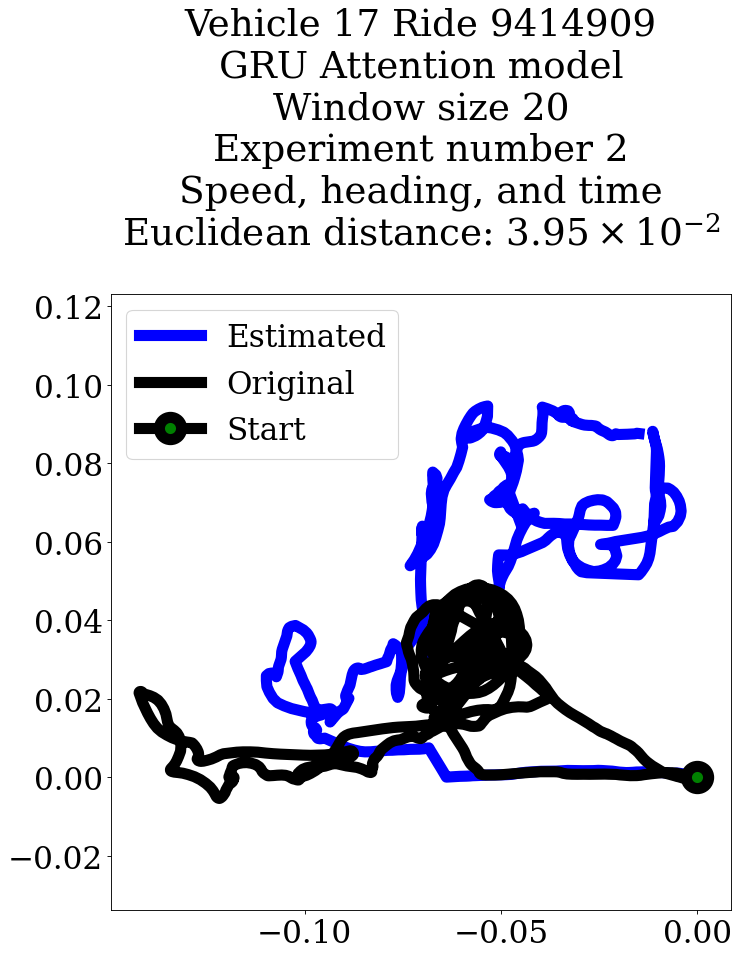 Vehicle 17 Ride 9414909
GRU Attention model
Window size 20
Experiment number 2
Speed, heading, and time
Euclidean distance: 3.95 × 10⁻²
0.12
0.10
0.08
0.06
0.04
0.02
0.00
−0.02
Estimated
Original
Start
−0.10
−0.05
0.00